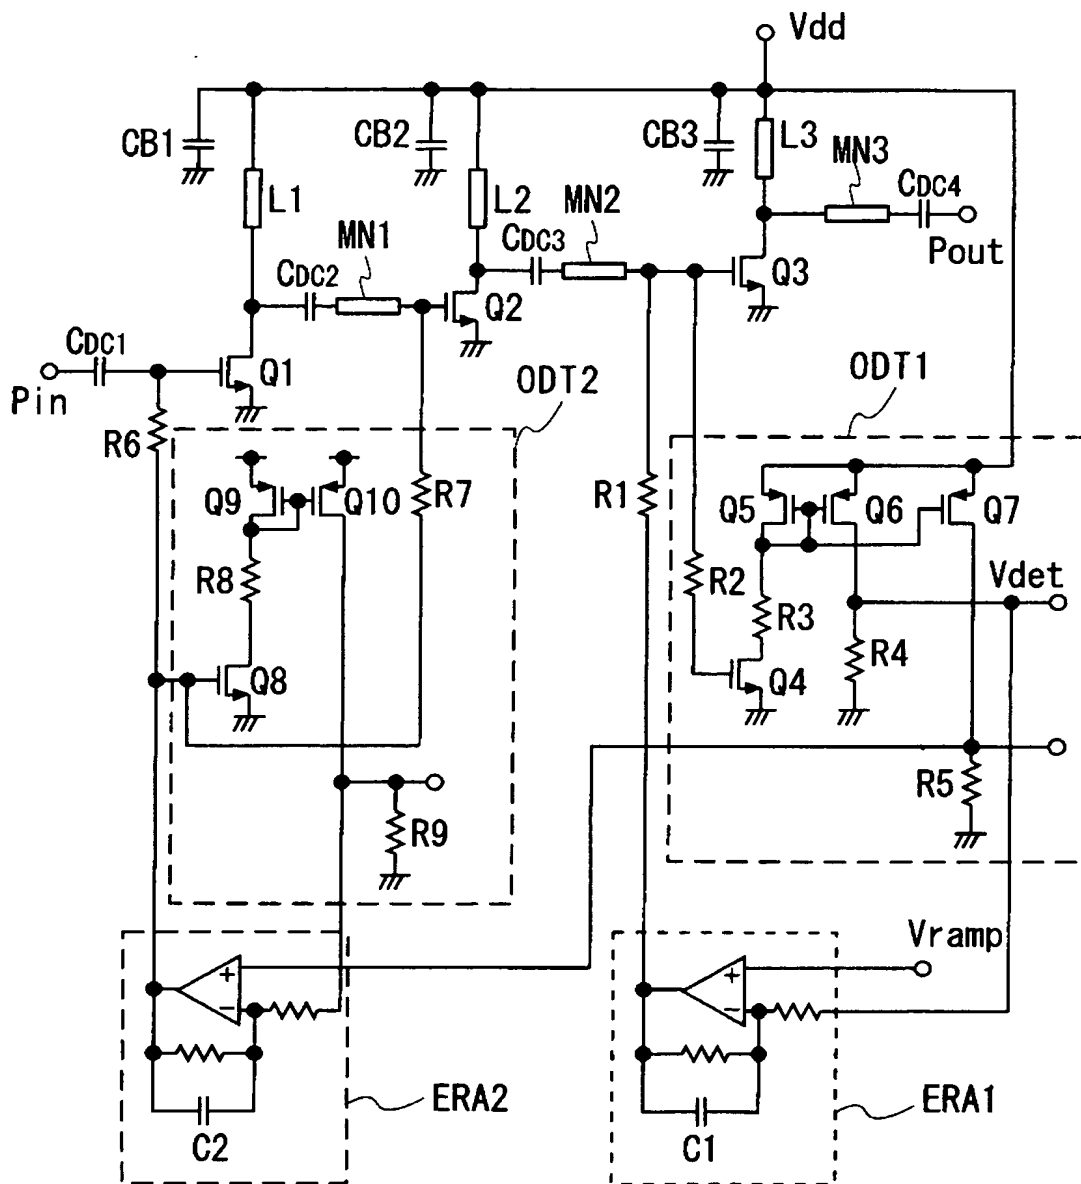 Vdd
CB1
CB2
CB3
L3
MN3
CDC4
Pout
L1
L2
MN2
CDC3
MN1
CDC2
Q3
Q2
CDC1
Q1
Pin
ODT2
ODT1
R6
Q9
Q10
R7
R1
Q5
Q6
Q7
R8
R2
R3
Vdet
R4
Q8
Q4
R5
R9
Vramp
+
−
+
−
ERA2
ERA1
C2
C1